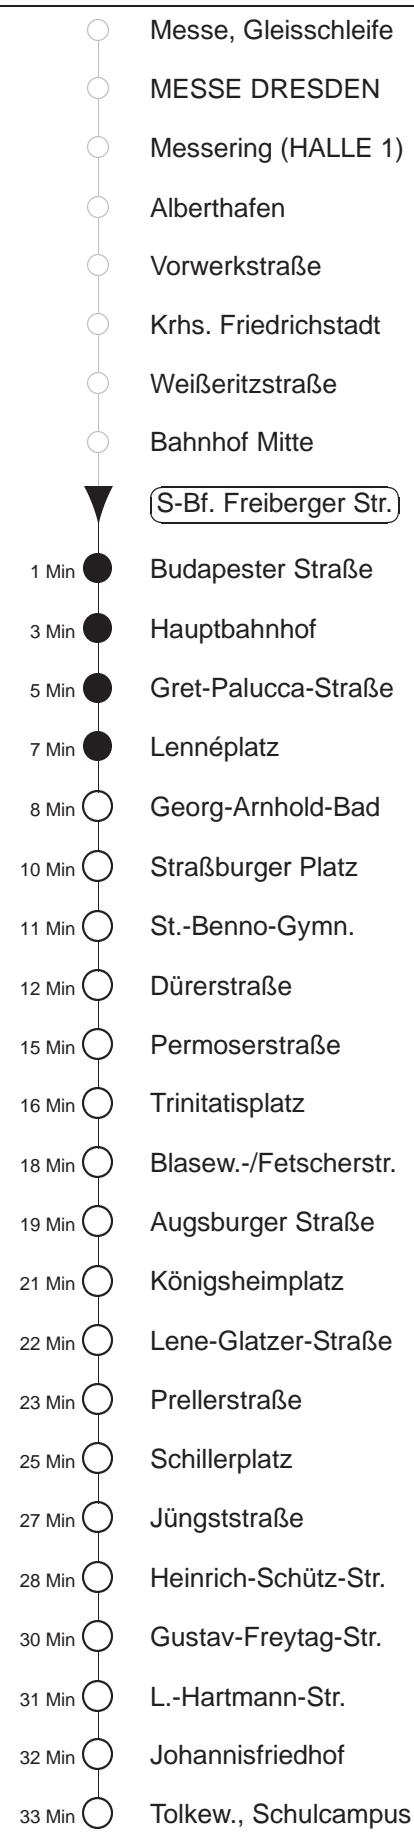 Messe, Gleisschleife
MESSE DRESDEN
Messering (HALLE 1)
Alberthafen
Vorwerkstraße
Krhs. Friedrichstadt
Weißeritzstraße
Bahnhof Mitte
S-Bf. Freiberger Str.
1 Min Budapester Straße
3 Min Hauptbahnhof
5 Min Gret-Palucca-Straße
7 Min Lennéplatz
8 Min Georg-Arnhold-Bad
10 Min Straßburger Platz
11 Min St.-Benno-Gymn.
12 Min Dürerstraße
15 Min Permoserstraße
16 Min Trinitatisplatz
18 Min Blasew.-/Fetscherstr.
19 Min Augsburger Straße
21 Min Königsheimplatz
22 Min Lene-Glatzer-Straße
23 Min Prellerstraße
25 Min Schillerplatz
27 Min Jüngststraße
28 Min Heinrich-Schütz-Str.
30 Min Gustav-Freytag-Str.
31 Min L.-Hartmann-Str.
32 Min Johannisfriedhof
33 Min Tolkew., Schulcampus